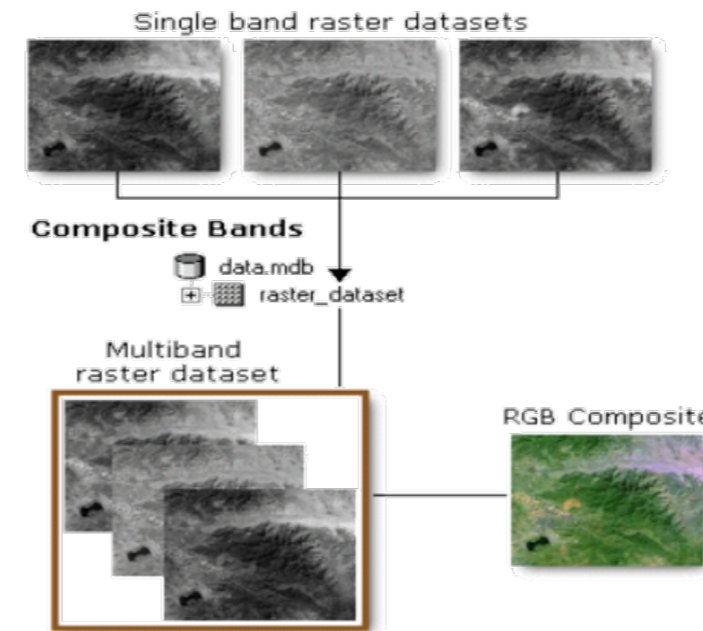 Single band raster datasets
Composite Bands
data.mdb
raster_dataset
Multiband
raster dataset
RGB Composite